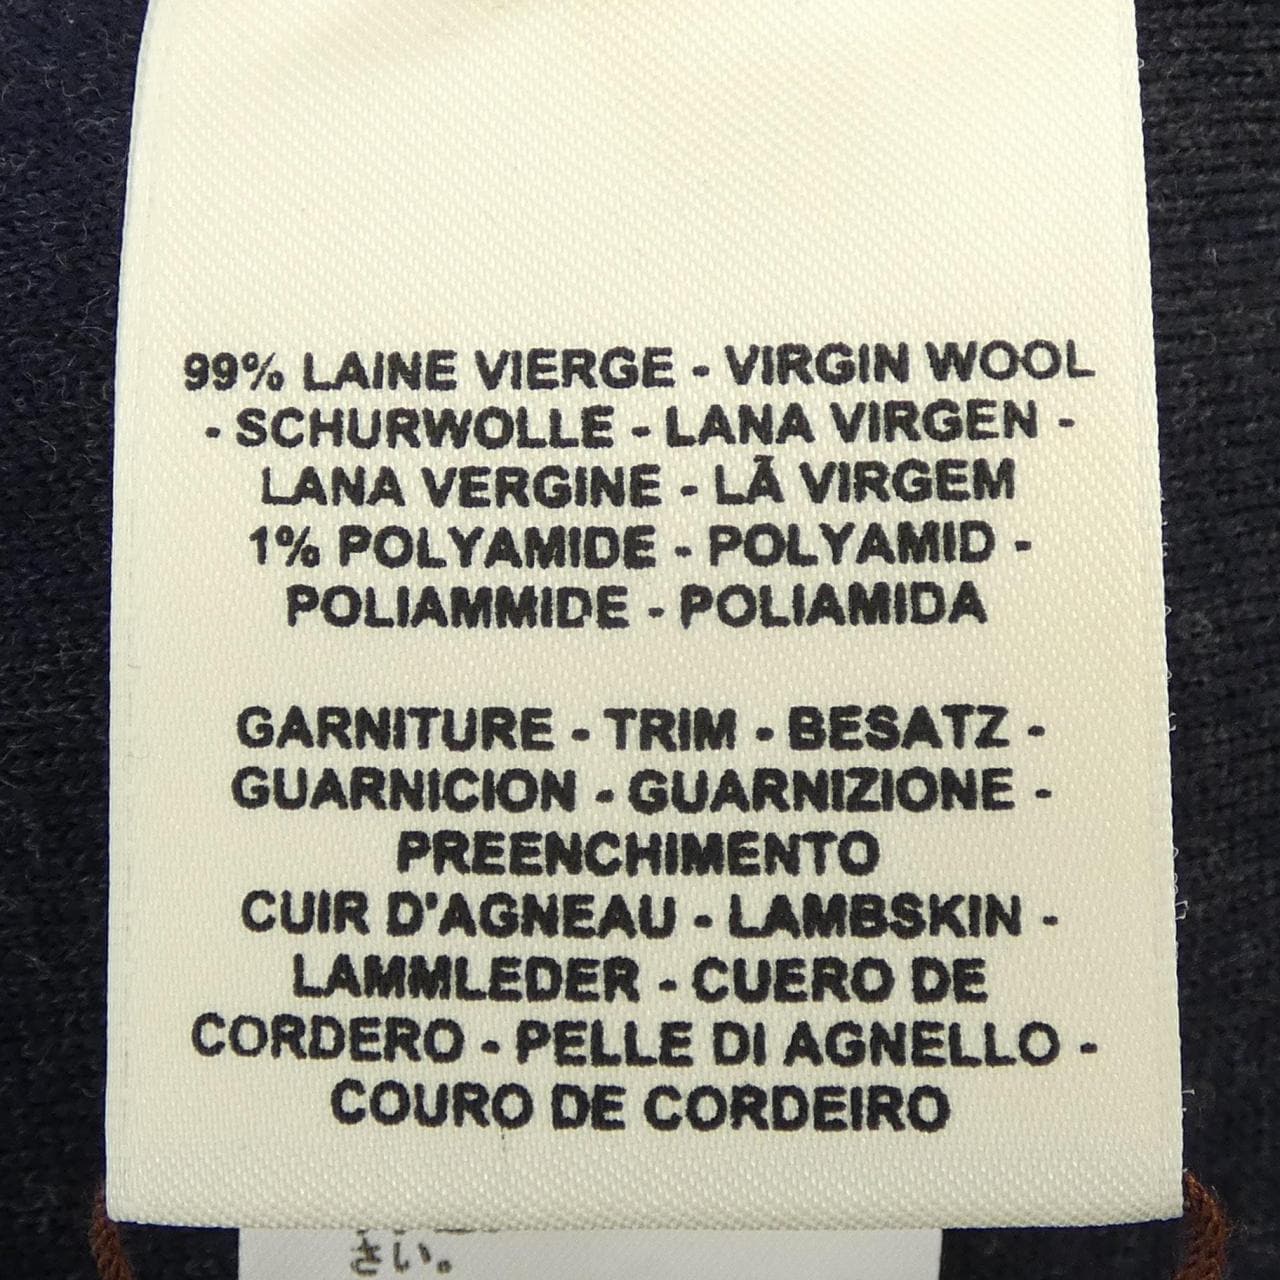 99% LAINE VIERGE - VIRGIN WOOL
- SCHURWOLLE - LANA VIRGEN -
LANA VERGINE - LÃ VIRGEM
1% POLYAMIDE - POLYAMID -
POLIAMMIDE - POLIAMIDA
GARNITURE - TRIM - BESATZ -
GUARNICION - GUARNIZIONE -
PREENCHIMENTO
CUIR D'AGNEAU - LAMBSKIN -
LAMMLEDER - CUERO DE
CORDERO - PELLE DI AGNELLO -
COURO DE CORDEIRO
さい。